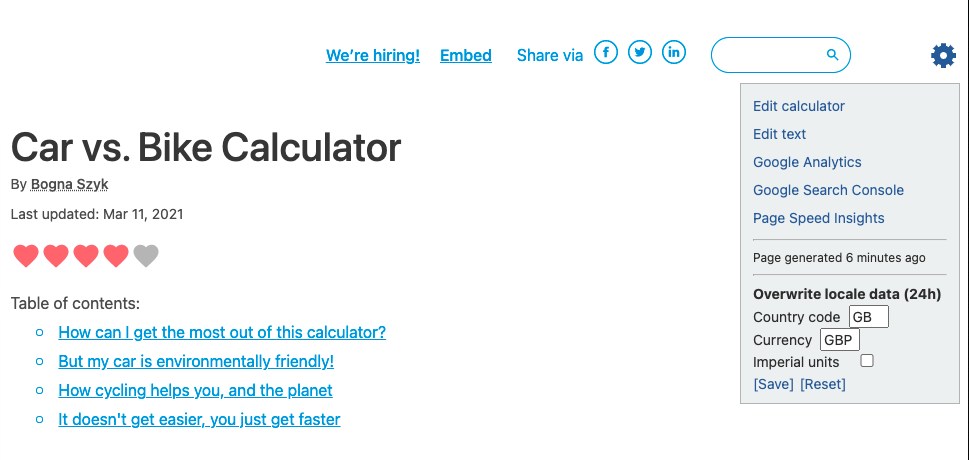 We're hiring! Embed Share via
Car vs. Bike Calculator
By Bogna Szyk
Last updated: Mar 11, 2021
Table of contents:
How can I get the most out of this calculator?
But my car is environmentally friendly!
How cycling helps you, and the planet
It doesn't get easier, you just get faster
Edit calculator
Edit text
Google Analytics
Google Search Console
Page Speed Insights
Page generated 6 minutes ago
Overwrite locale data (24h)
Country code GB
Currency GBP
Imperial units
[Save] [Reset]